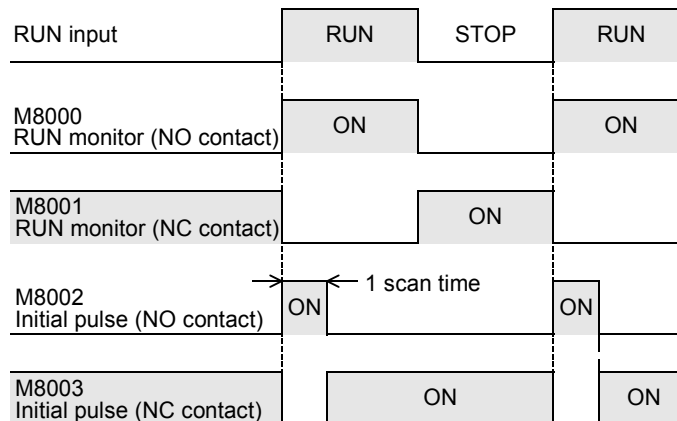 RUN input
RUN
STOP
RUN
M8000
RUN monitor (NO contact)
ON
ON
M8001
RUN monitor (NC contact)
ON
1 scan time
M8002
Initial pulse (NO contact)
ON
ON
M8003
Initial pulse (NC contact)
ON
ON